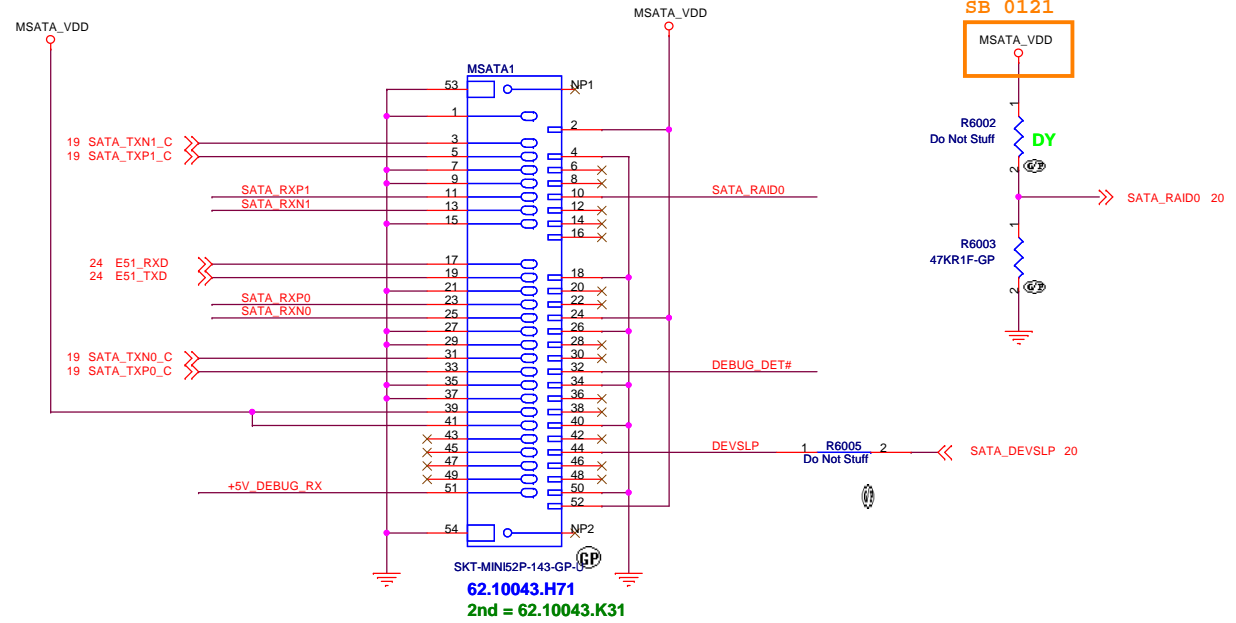 SB 0121
MSATA_VDD
MSATA_VDD
MSATA_VDD
MSATA1
53 NP1
1
2
19 SATA_TXN1_C 3
19 SATA_TXP1_C 5 4
7 6
9 8
SATA_RXP1 11 10 SATA_RAID0
SATA_RXN1 13 12
15 14
16
24 E51_RXD 17
24 E51_TXD 19 18
21 20
SATA_RXP0 23 22
SATA_RXN0 25 24
27 26
29 28
19 SATA_TXN0_C 31 30
19 SATA_TXP0_C 33 32 DEBUG_DET#
35 34
37 36
39 38
41 40
43 42
45 44 DEVSLP 1 R6005 2 SATA_DEVSLP 20
Do Not Stuff
47 46
49 48
+5V_DEBUG_RX 51 50
52
54 NP2
GP
SKT-MINI52P-143-GP-U
62.10043.H71
2nd = 62.10043.K31
1
R6002
Do Not Stuff DY
2 G/P
SATA_RAID0 20
1
R6003
47KR1F-GP
2 G/P
G/P